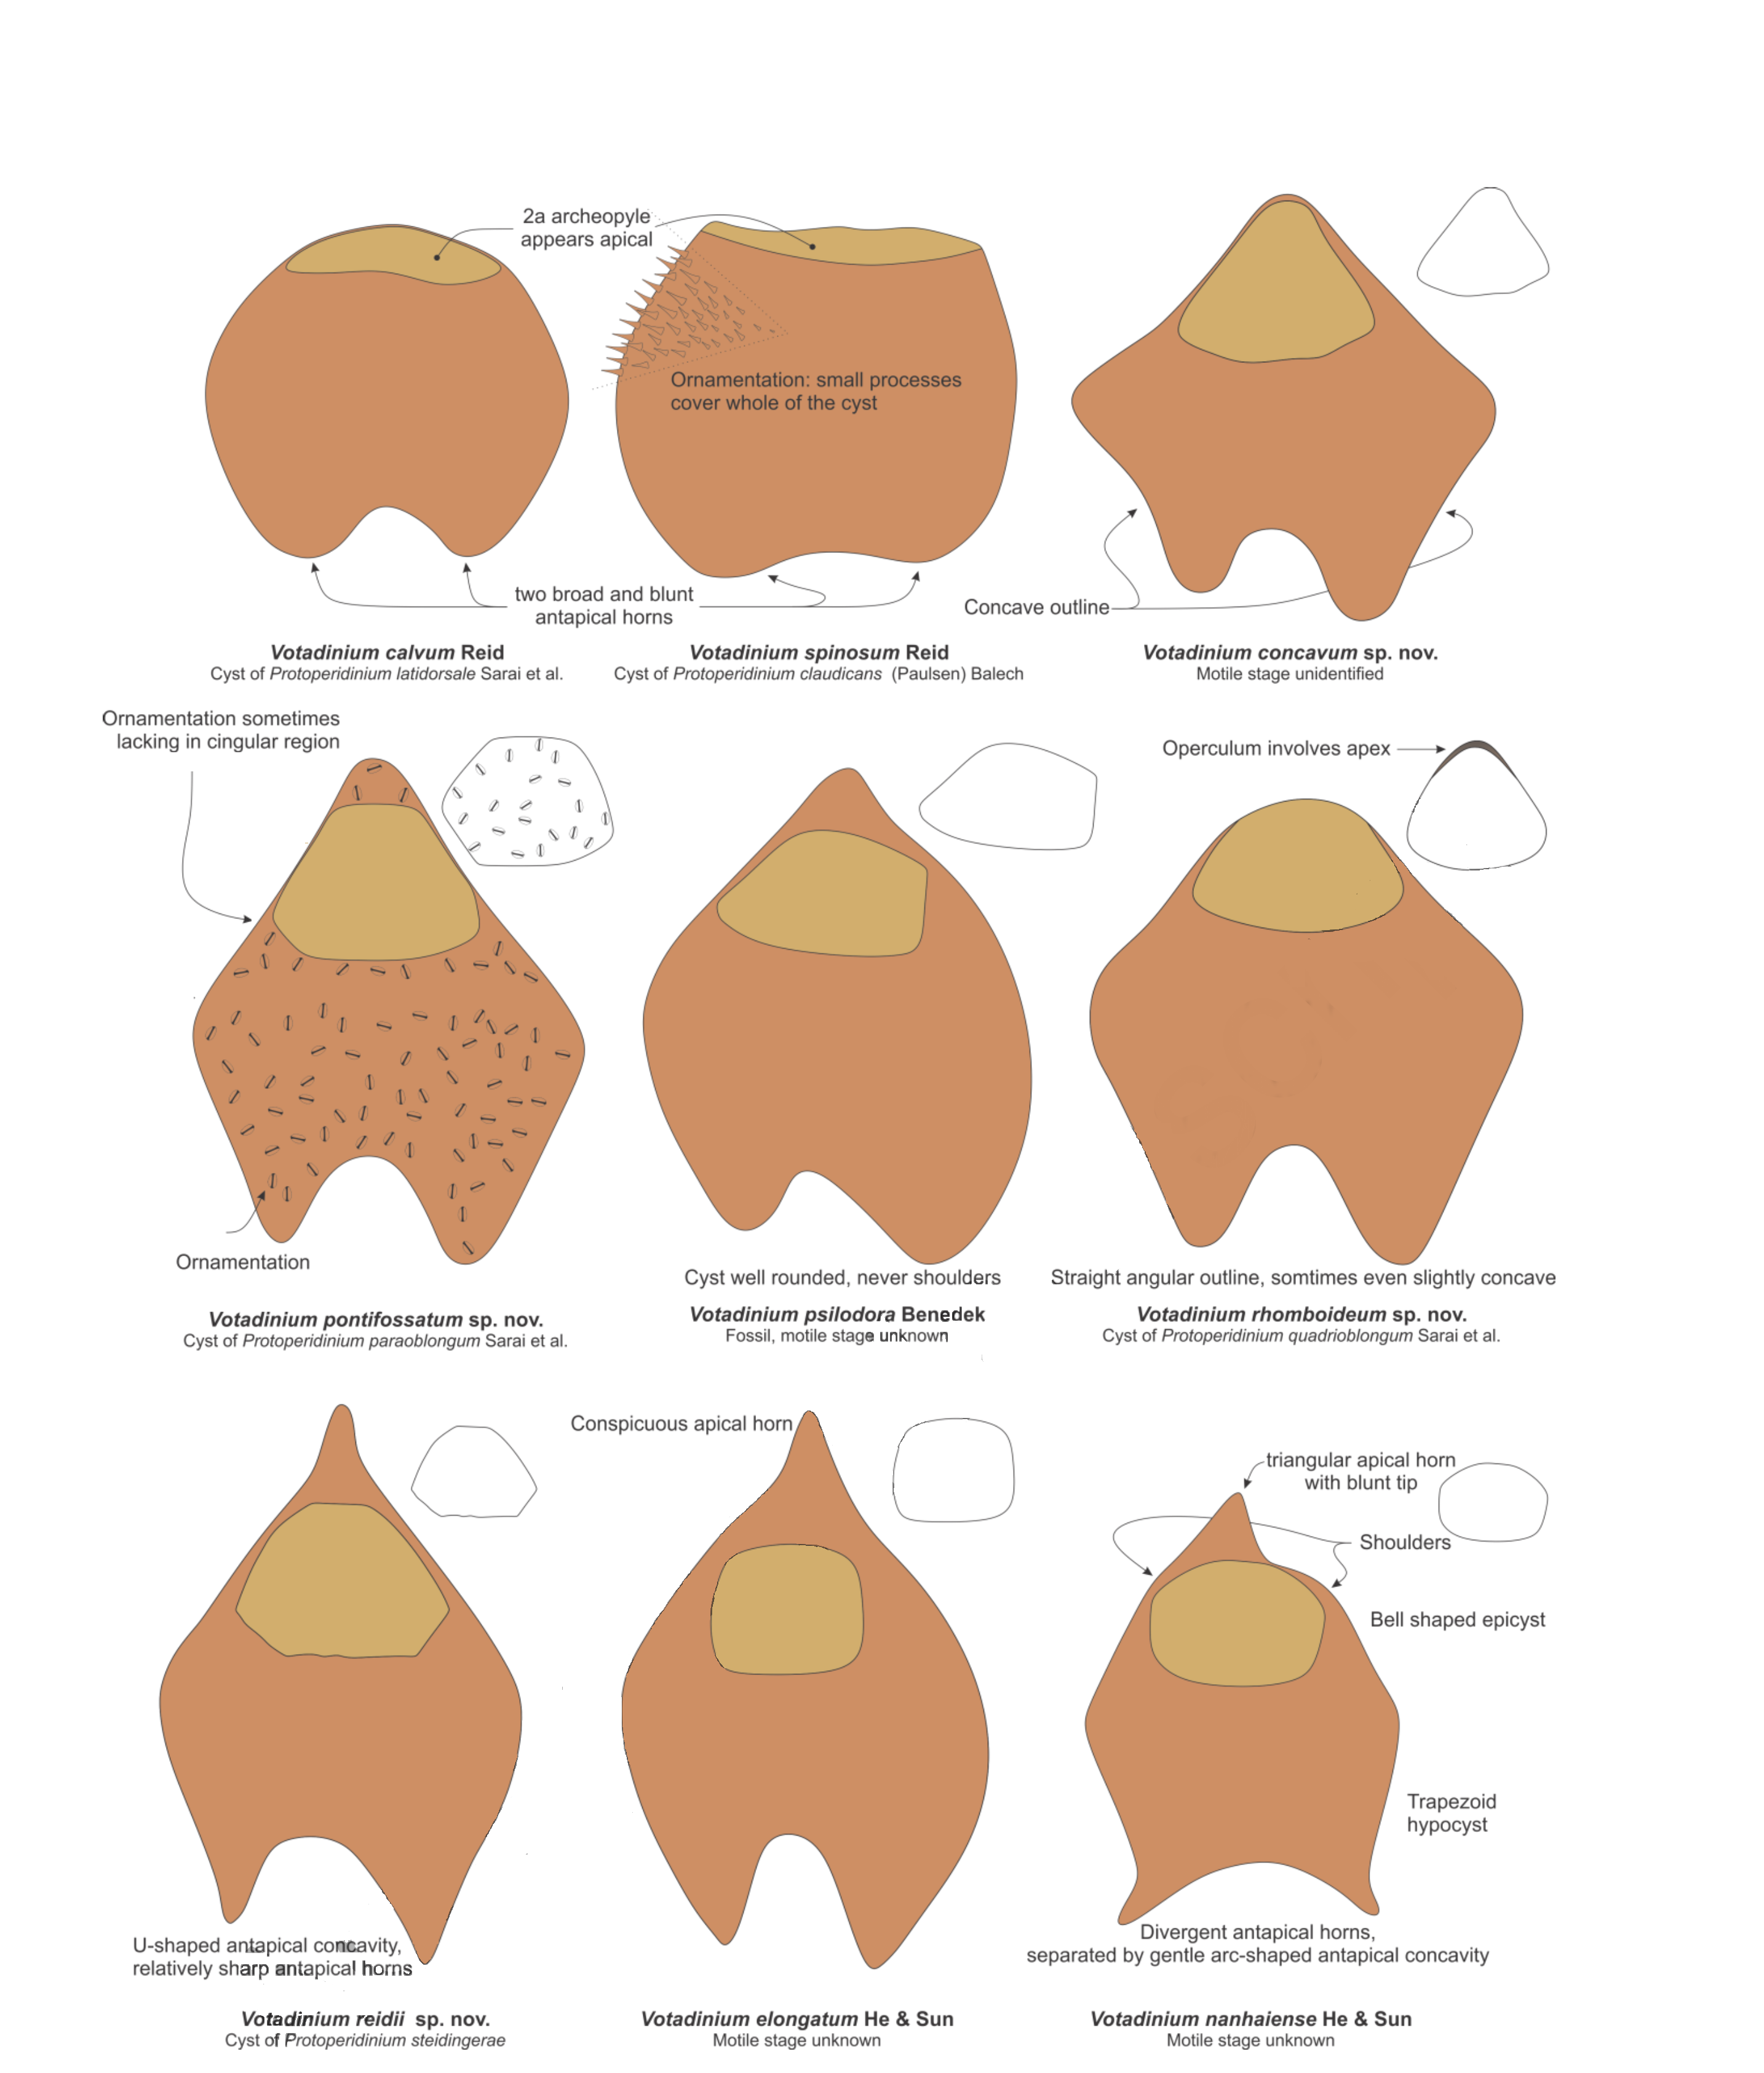 2a archeopyle
appears apical
Ornamentation: small processes
cover whole of the cyst
two broad and blunt
antapical horns
Concave outline
Votadinium calvum Reid
Cyst of Protoperidinium latidorsale Sarai et al.
Votadinium spinosum Reid
Cyst of Protoperidinium claudicans (Paulsen) Balech
Votadinium concavum sp. nov.
Motile stage unidentified
Ornamentation sometimes
lacking in cingular region
Operculum involves apex
Ornamentation
Cyst well rounded, never shoulders
Straight angular outline, somtimes even slightly concave
Votadinium pontifossatum sp. nov.
Cyst of Protoperidinium paraoblongum Sarai et al.
Votadinium psilodora Benedek
Fossil, motile stage unknown
Votadinium rhomboideum sp. nov.
Cyst of Protoperidinium quadrioblongum Sarai et al.
Conspicuous apical horn
triangular apical horn
with blunt tip
Shoulders
Bell shaped epicyst
Trapezoid
hypocyst
U-shaped antapical concavity,
relatively sharp antapical horns
Divergent antapical horns,
separated by gentle arc-shaped antapical concavity
Votadinium reidii sp. nov.
Cyst of Protoperidinium steidingerae
Votadinium elongatum He & Sun
Motile stage unknown
Votadinium nanhaiense He & Sun
Motile stage unknown